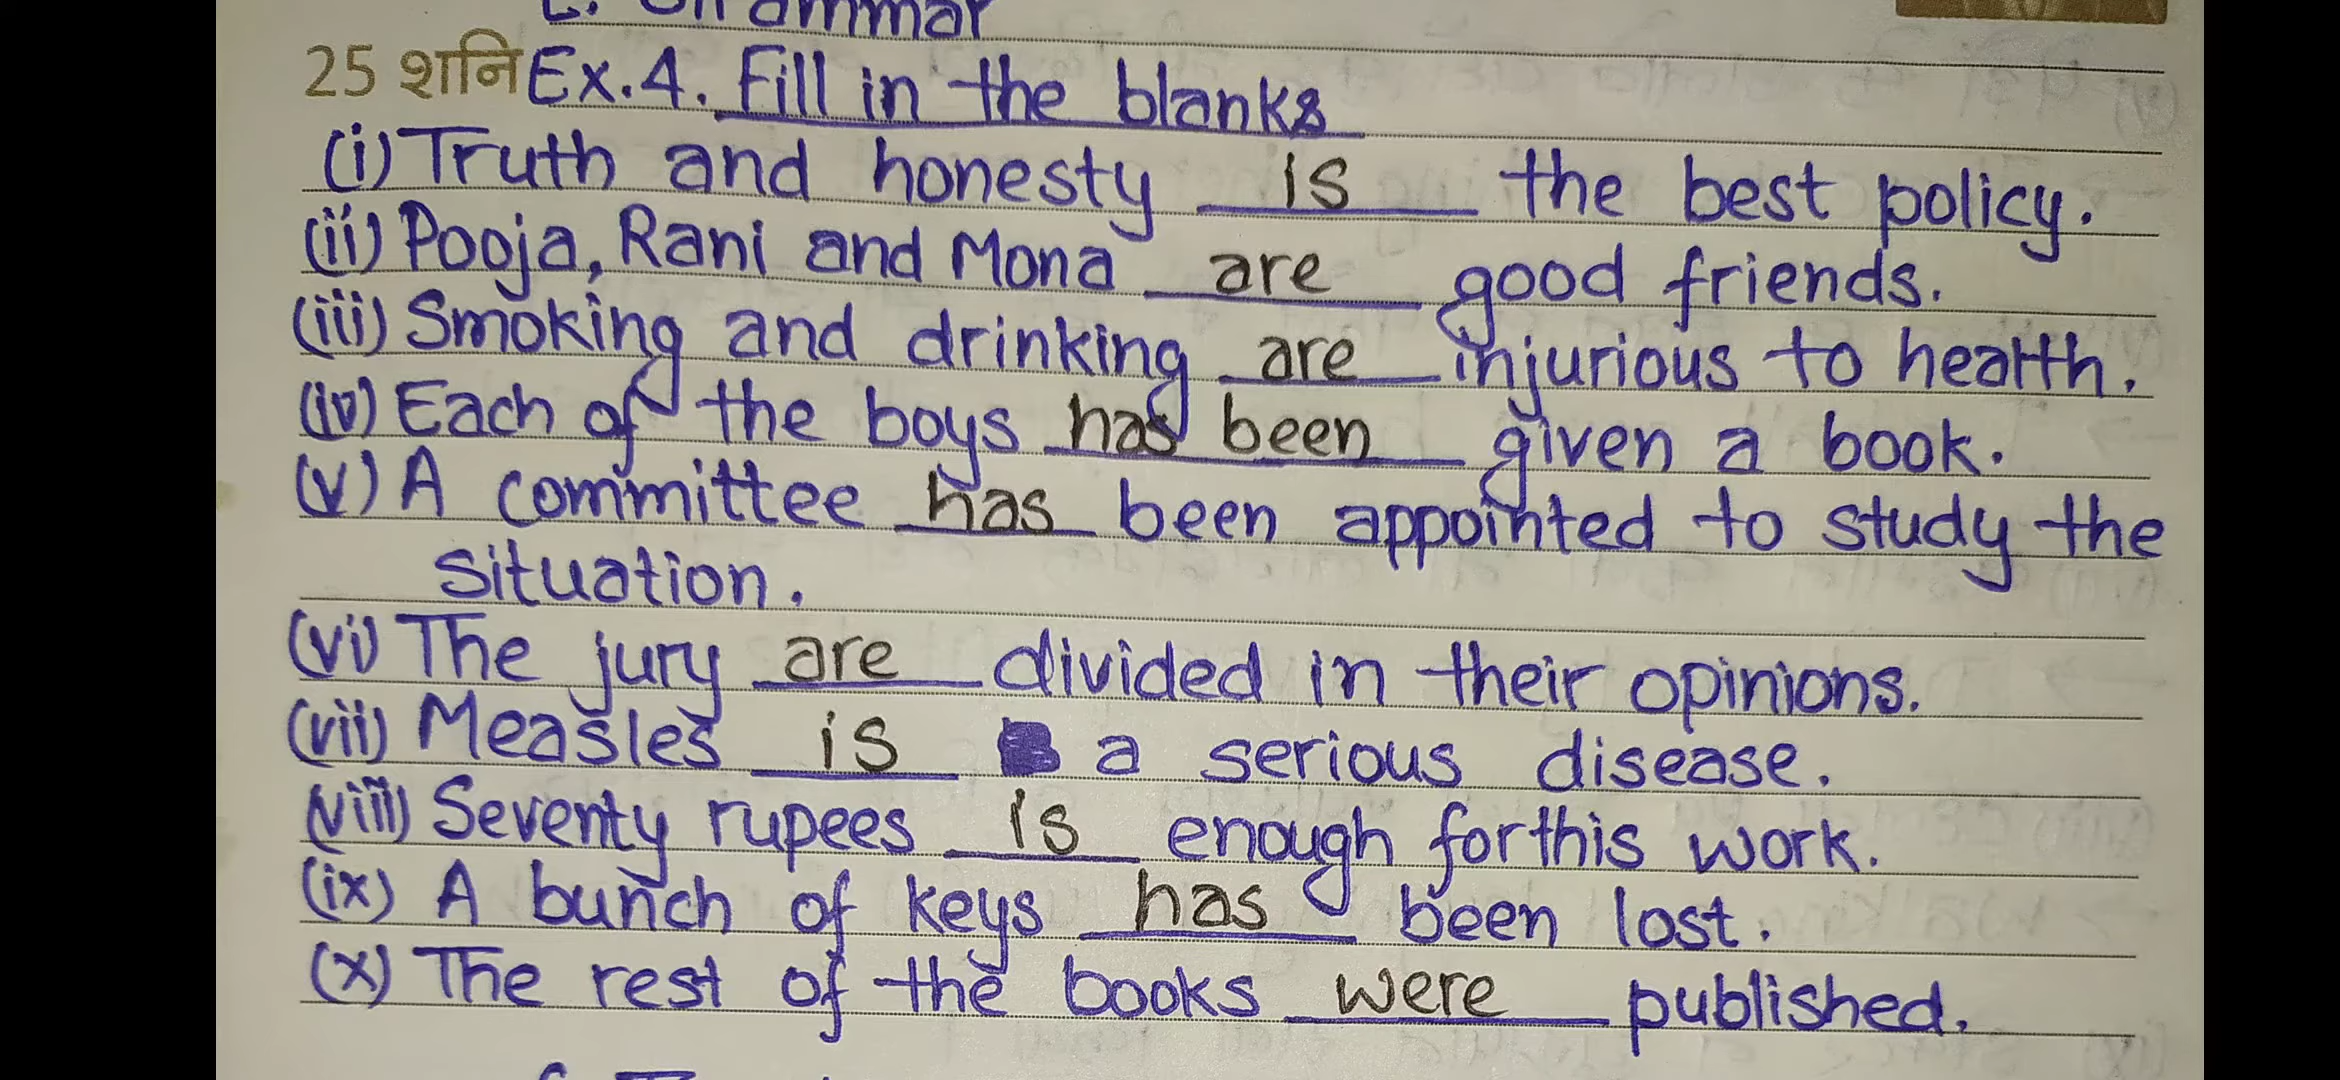 Grammar
25 शनि Ex.4. Fill in the blanks
(i) Truth and honesty is the best policy.
(ii) Pooja, Rani and Mona are good friends.
(iii) Smoking and drinking are injurious to health.
(iv) Each of the boys has been given a book.
(v) A committee has been appointed to study the
situation.
(vi) The jury are divided in their opinions.
(vii) Measles is a serious disease.
(viii) Seventy rupees is enough for this work.
(ix) A bunch of keys has been lost.
(x) The rest of the books were published.